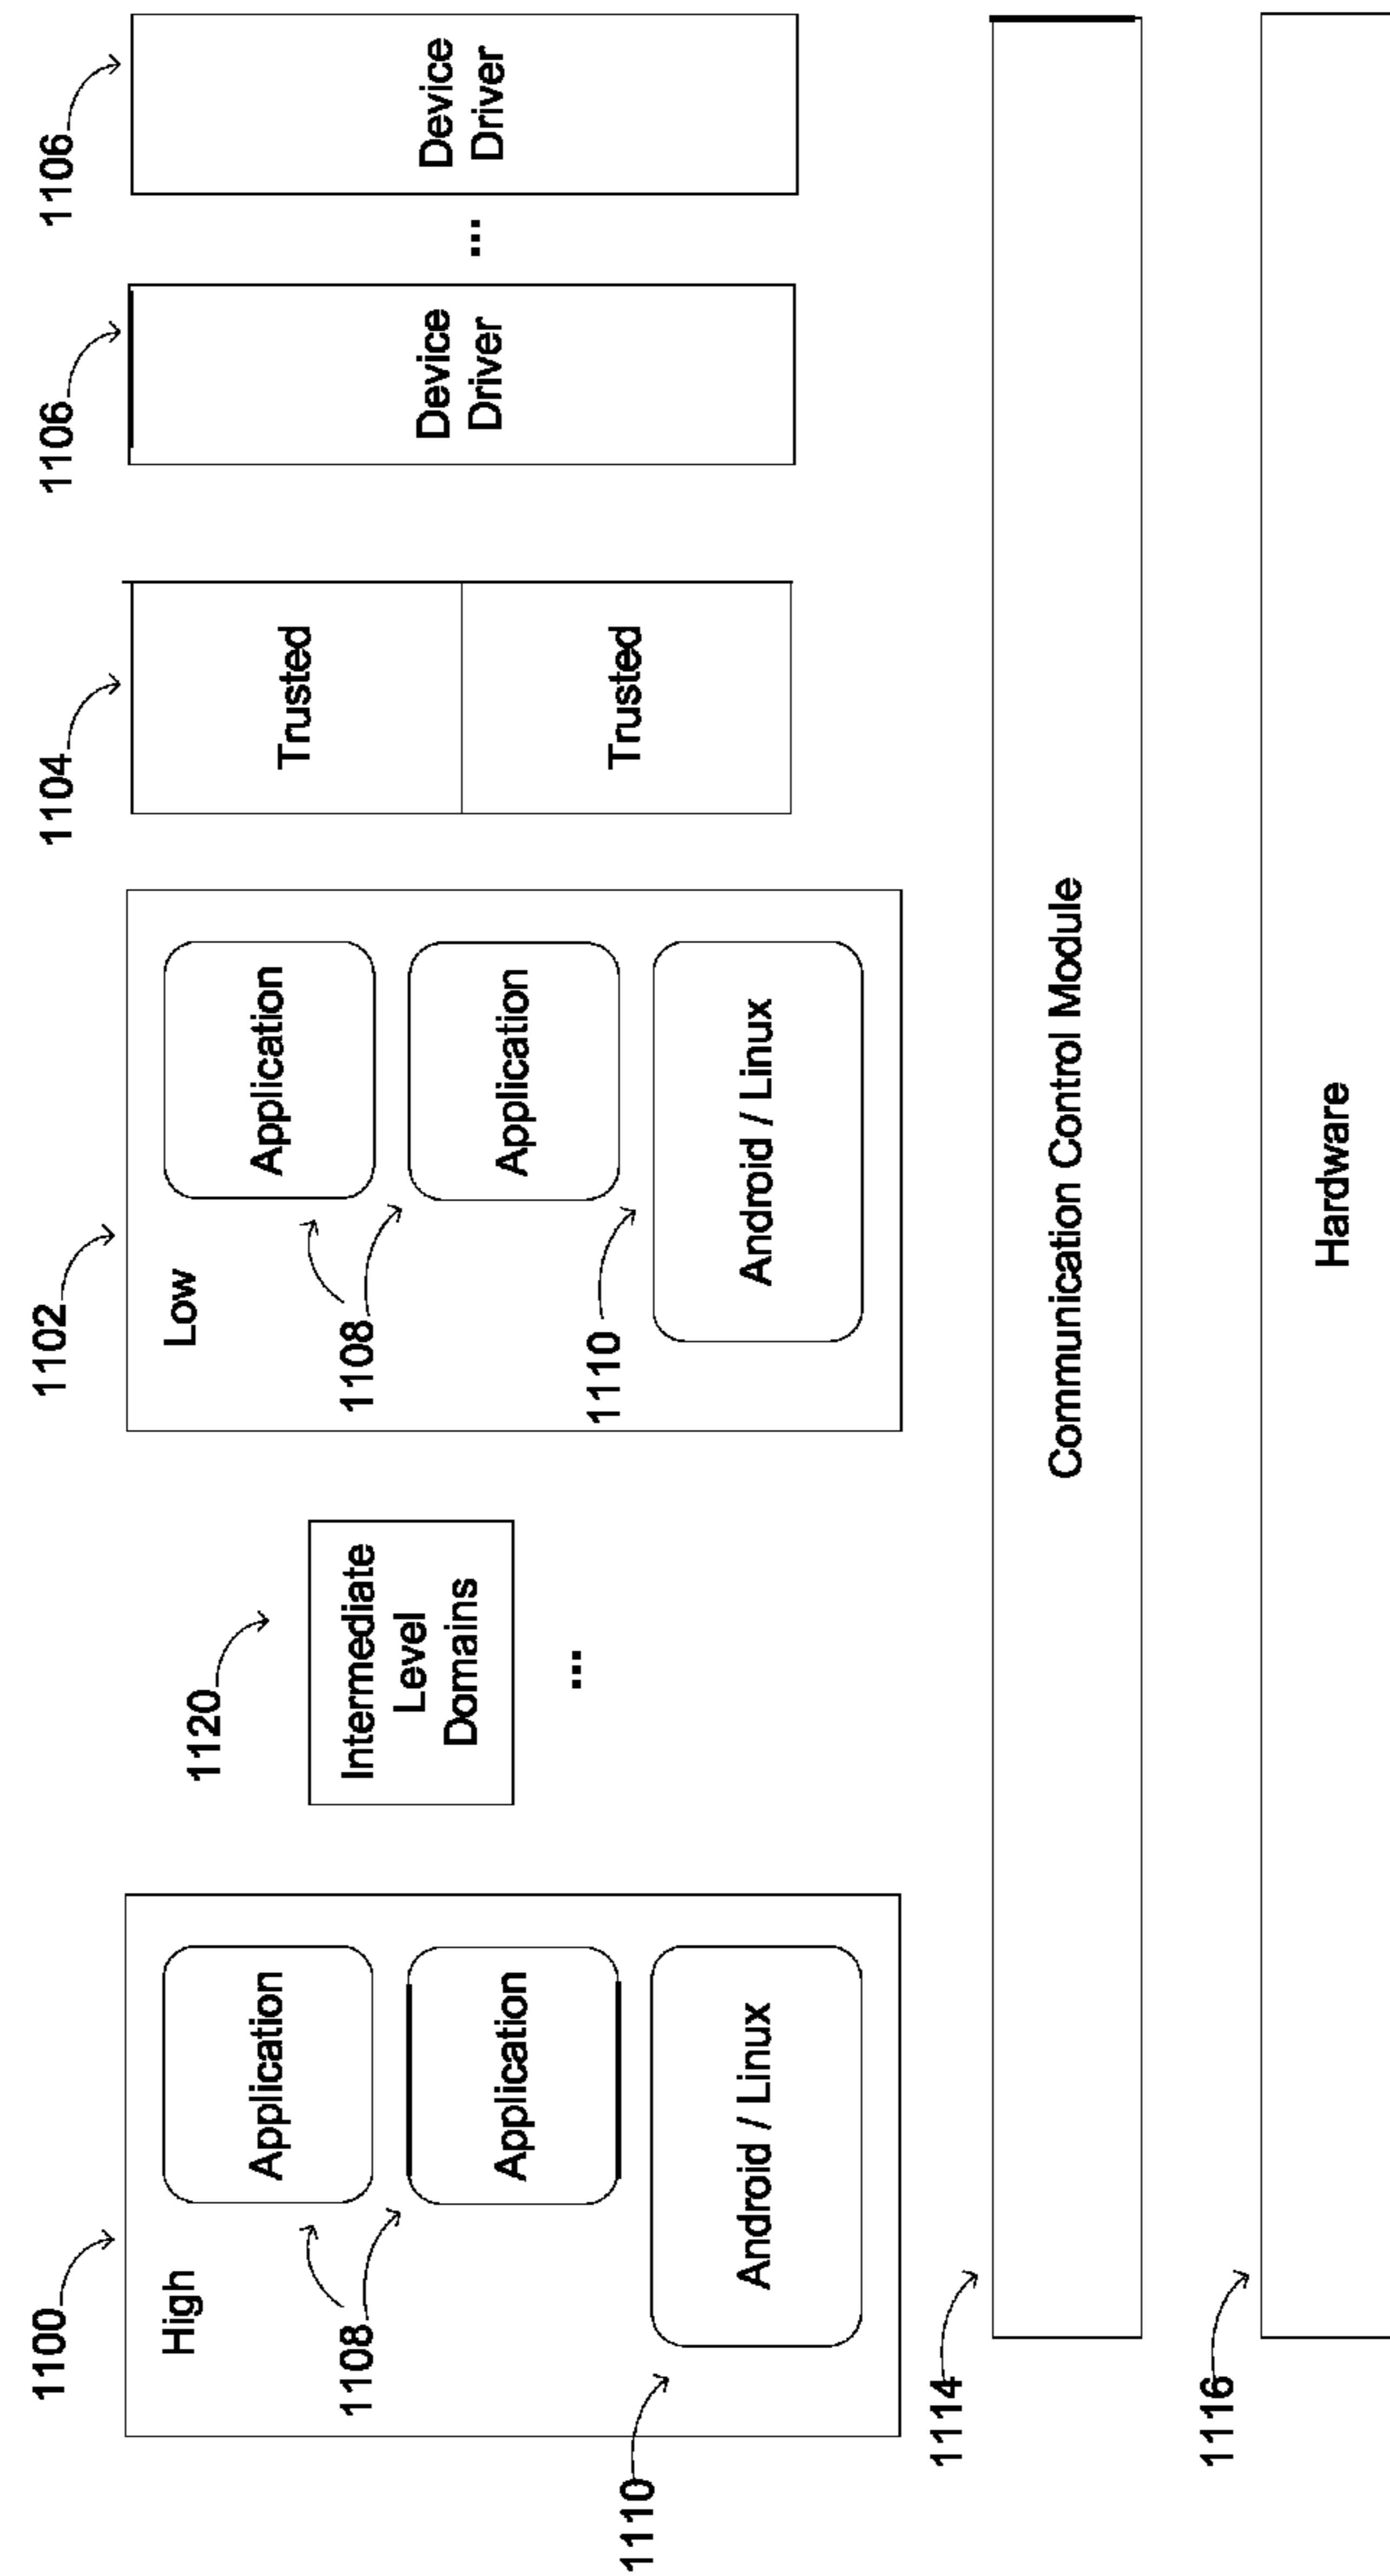 1100
High
Application
1108
Application
1110
Android / Linux
1120
Intermediate
Level
Domains
...
1102
Low
Application
1108
Application
1110
Android / Linux
1104
Trusted
Trusted
1106
Device
Driver
...
1106
Device
Driver
1114
Communication Control Module
1116
Hardware